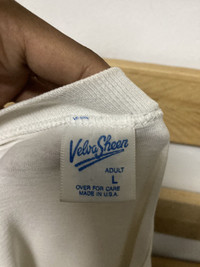 Velva Sheen
ADULT
L
OVER FOR CARE
MADE IN U.S.A.